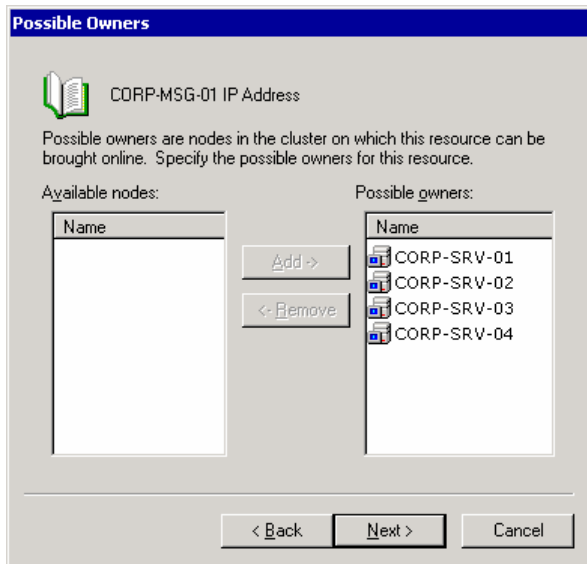 Possible Owners
CORP-MSG-01 IP Address
Possible owners are nodes in the cluster on which this resource can be
brought online.  Specify the possible owners for this resource.
Available nodes:
Possible owners:
Name
Name
Add ->
<- Remove
CORP-SRV-01
CORP-SRV-02
CORP-SRV-03
CORP-SRV-04
< Back
Next >
Cancel